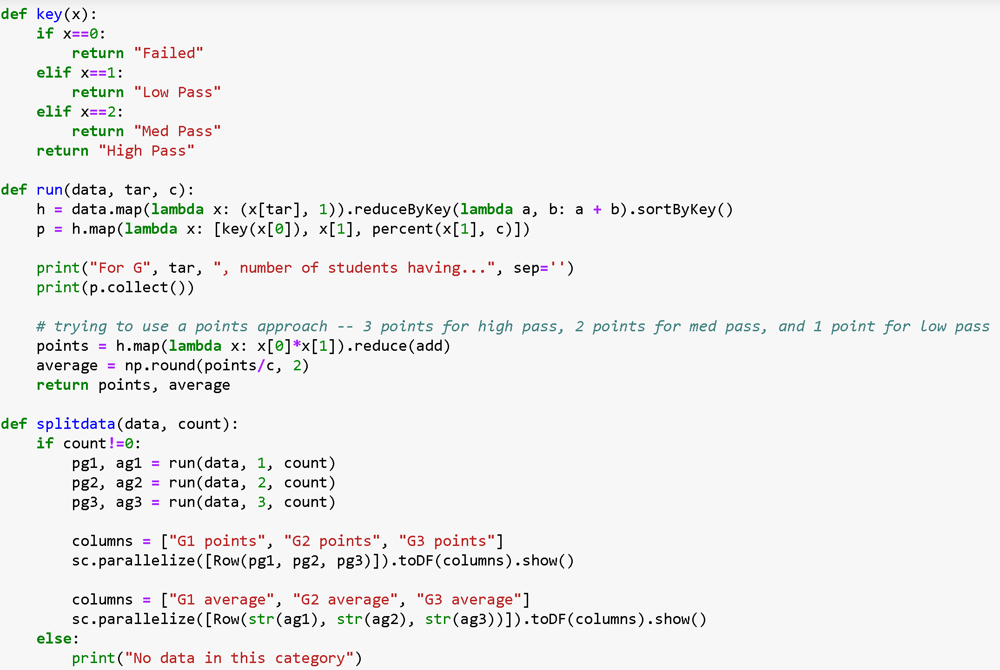 def key(x):
    if x==0:
        return "Failed"
    elif x==1:
        return "Low Pass"
    elif x==2:
        return "Med Pass"
    return "High Pass"

def run(data, tar, c):
    h = data.map(lambda x: (x[tar], 1)).reduceByKey(lambda a, b: a + b).sortByKey()
    p = h.map(lambda x: [key(x[0]), x[1], percent(x[1], c)])

    print("For G", tar, ", number of students having...", sep='')
    print(p.collect())

    # trying to use a points approach -- 3 points for high pass, 2 points for med pass, and 1 point for low pass
    points = h.map(lambda x: x[0]*x[1]).reduce(add)
    average = np.round(points/c, 2)
    return points, average

def splitdata(data, count):
    if count!=0:
        pg1, ag1 = run(data, 1, count)
        pg2, ag2 = run(data, 2, count)
        pg3, ag3 = run(data, 3, count)

        columns = ["G1 points", "G2 points", "G3 points"]
        sc.parallelize([Row(pg1, pg2, pg3)]).toDF(columns).show()

        columns = ["G1 average", "G2 average", "G3 average"]
        sc.parallelize([Row(str(ag1), str(ag2), str(ag3))]).toDF(columns).show()
    else:
        print("No data in this category")